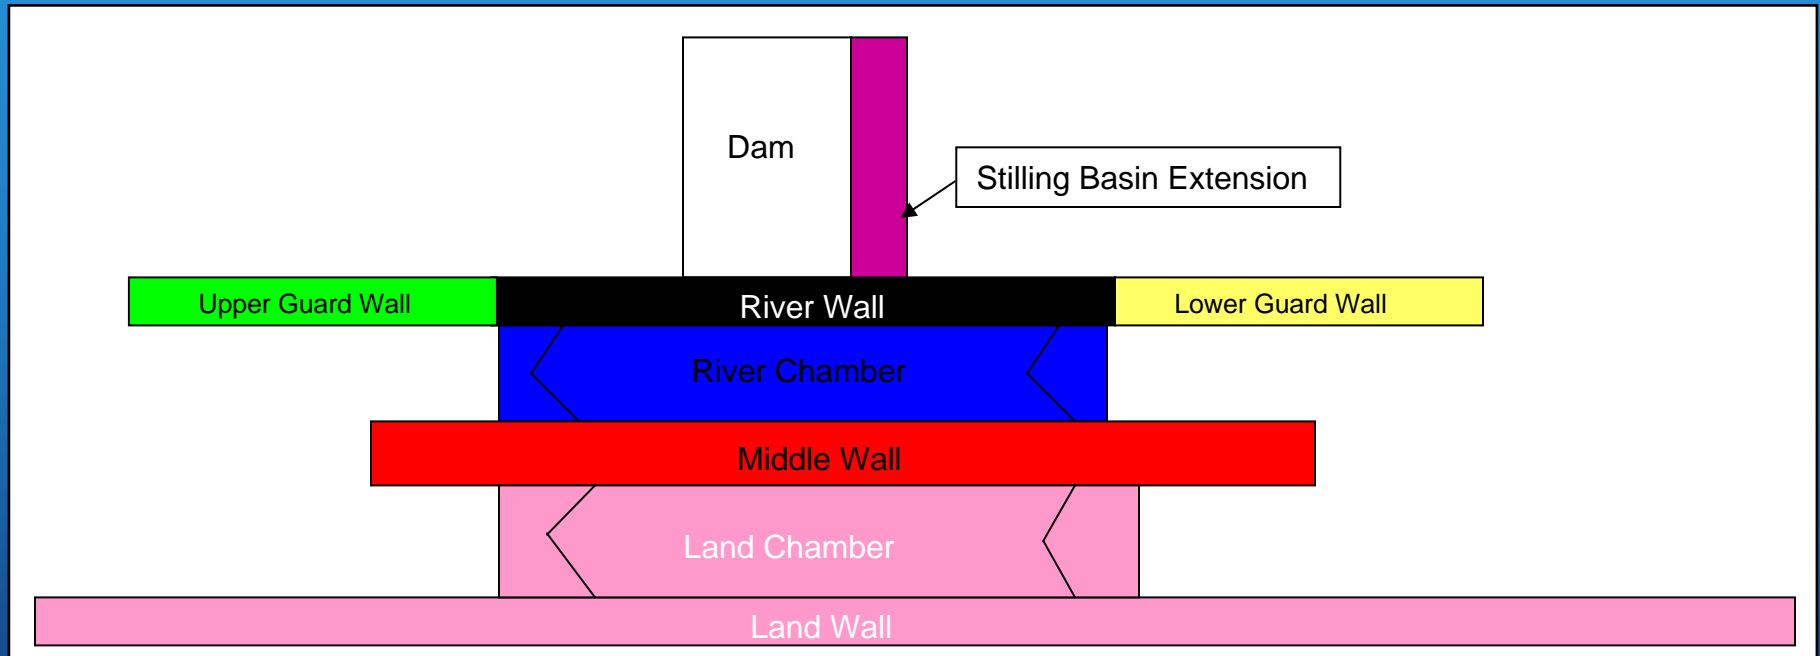 Dam
Stilling Basin Extension
Upper Guard Wall
River Wall
Lower Guard Wall
River Chamber
Middle Wall
Land Chamber
Land Wall